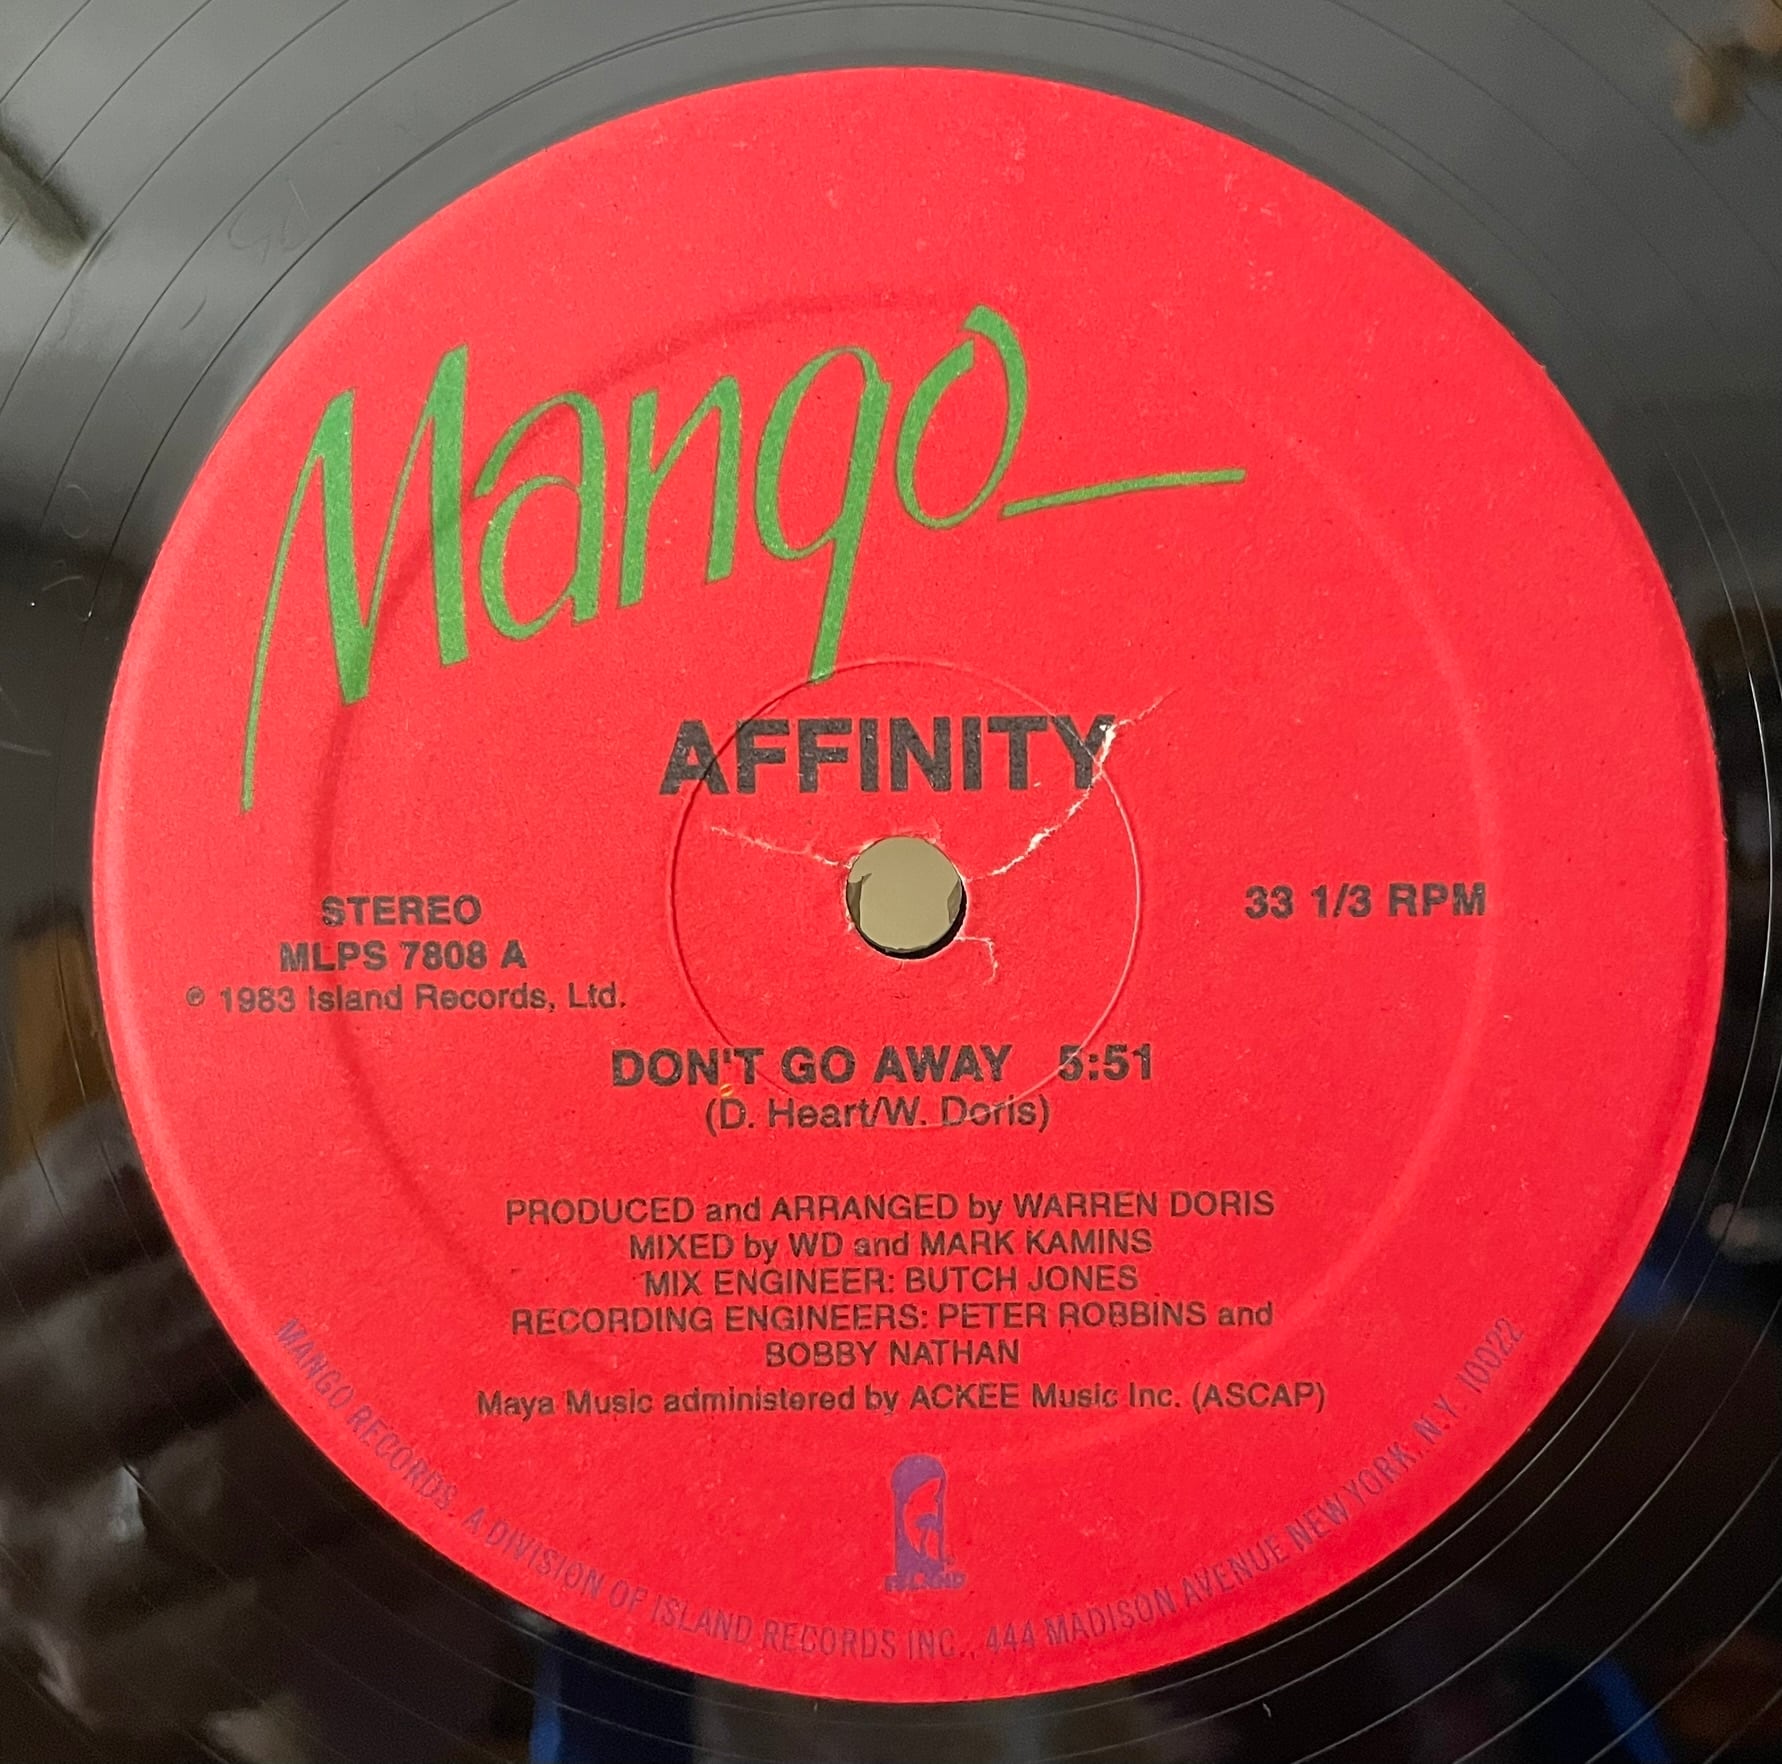 Mango
AFFINITY
STEREO
MLPS 7808 A
℗ 1983 Island Records, Ltd.
33 1/3 RPM
DON'T GO AWAY 5:51
(D. Heart/W. Doris)
PRODUCED and ARRANGED by WARREN DORIS
MIXED by WD and MARK KAMINS
MIX ENGINEER: BUTCH JONES
RECORDING ENGINEERS: PETER ROBBINS and
BOBBY NATHAN
Maya Music administered by ACKEE Music Inc. (ASCAP)
ISLAND
MANGO RECORDS, A DIVISION OF ISLAND RECORDS INC., 444 MADISON AVENUE NEW YORK, N.Y. 10022